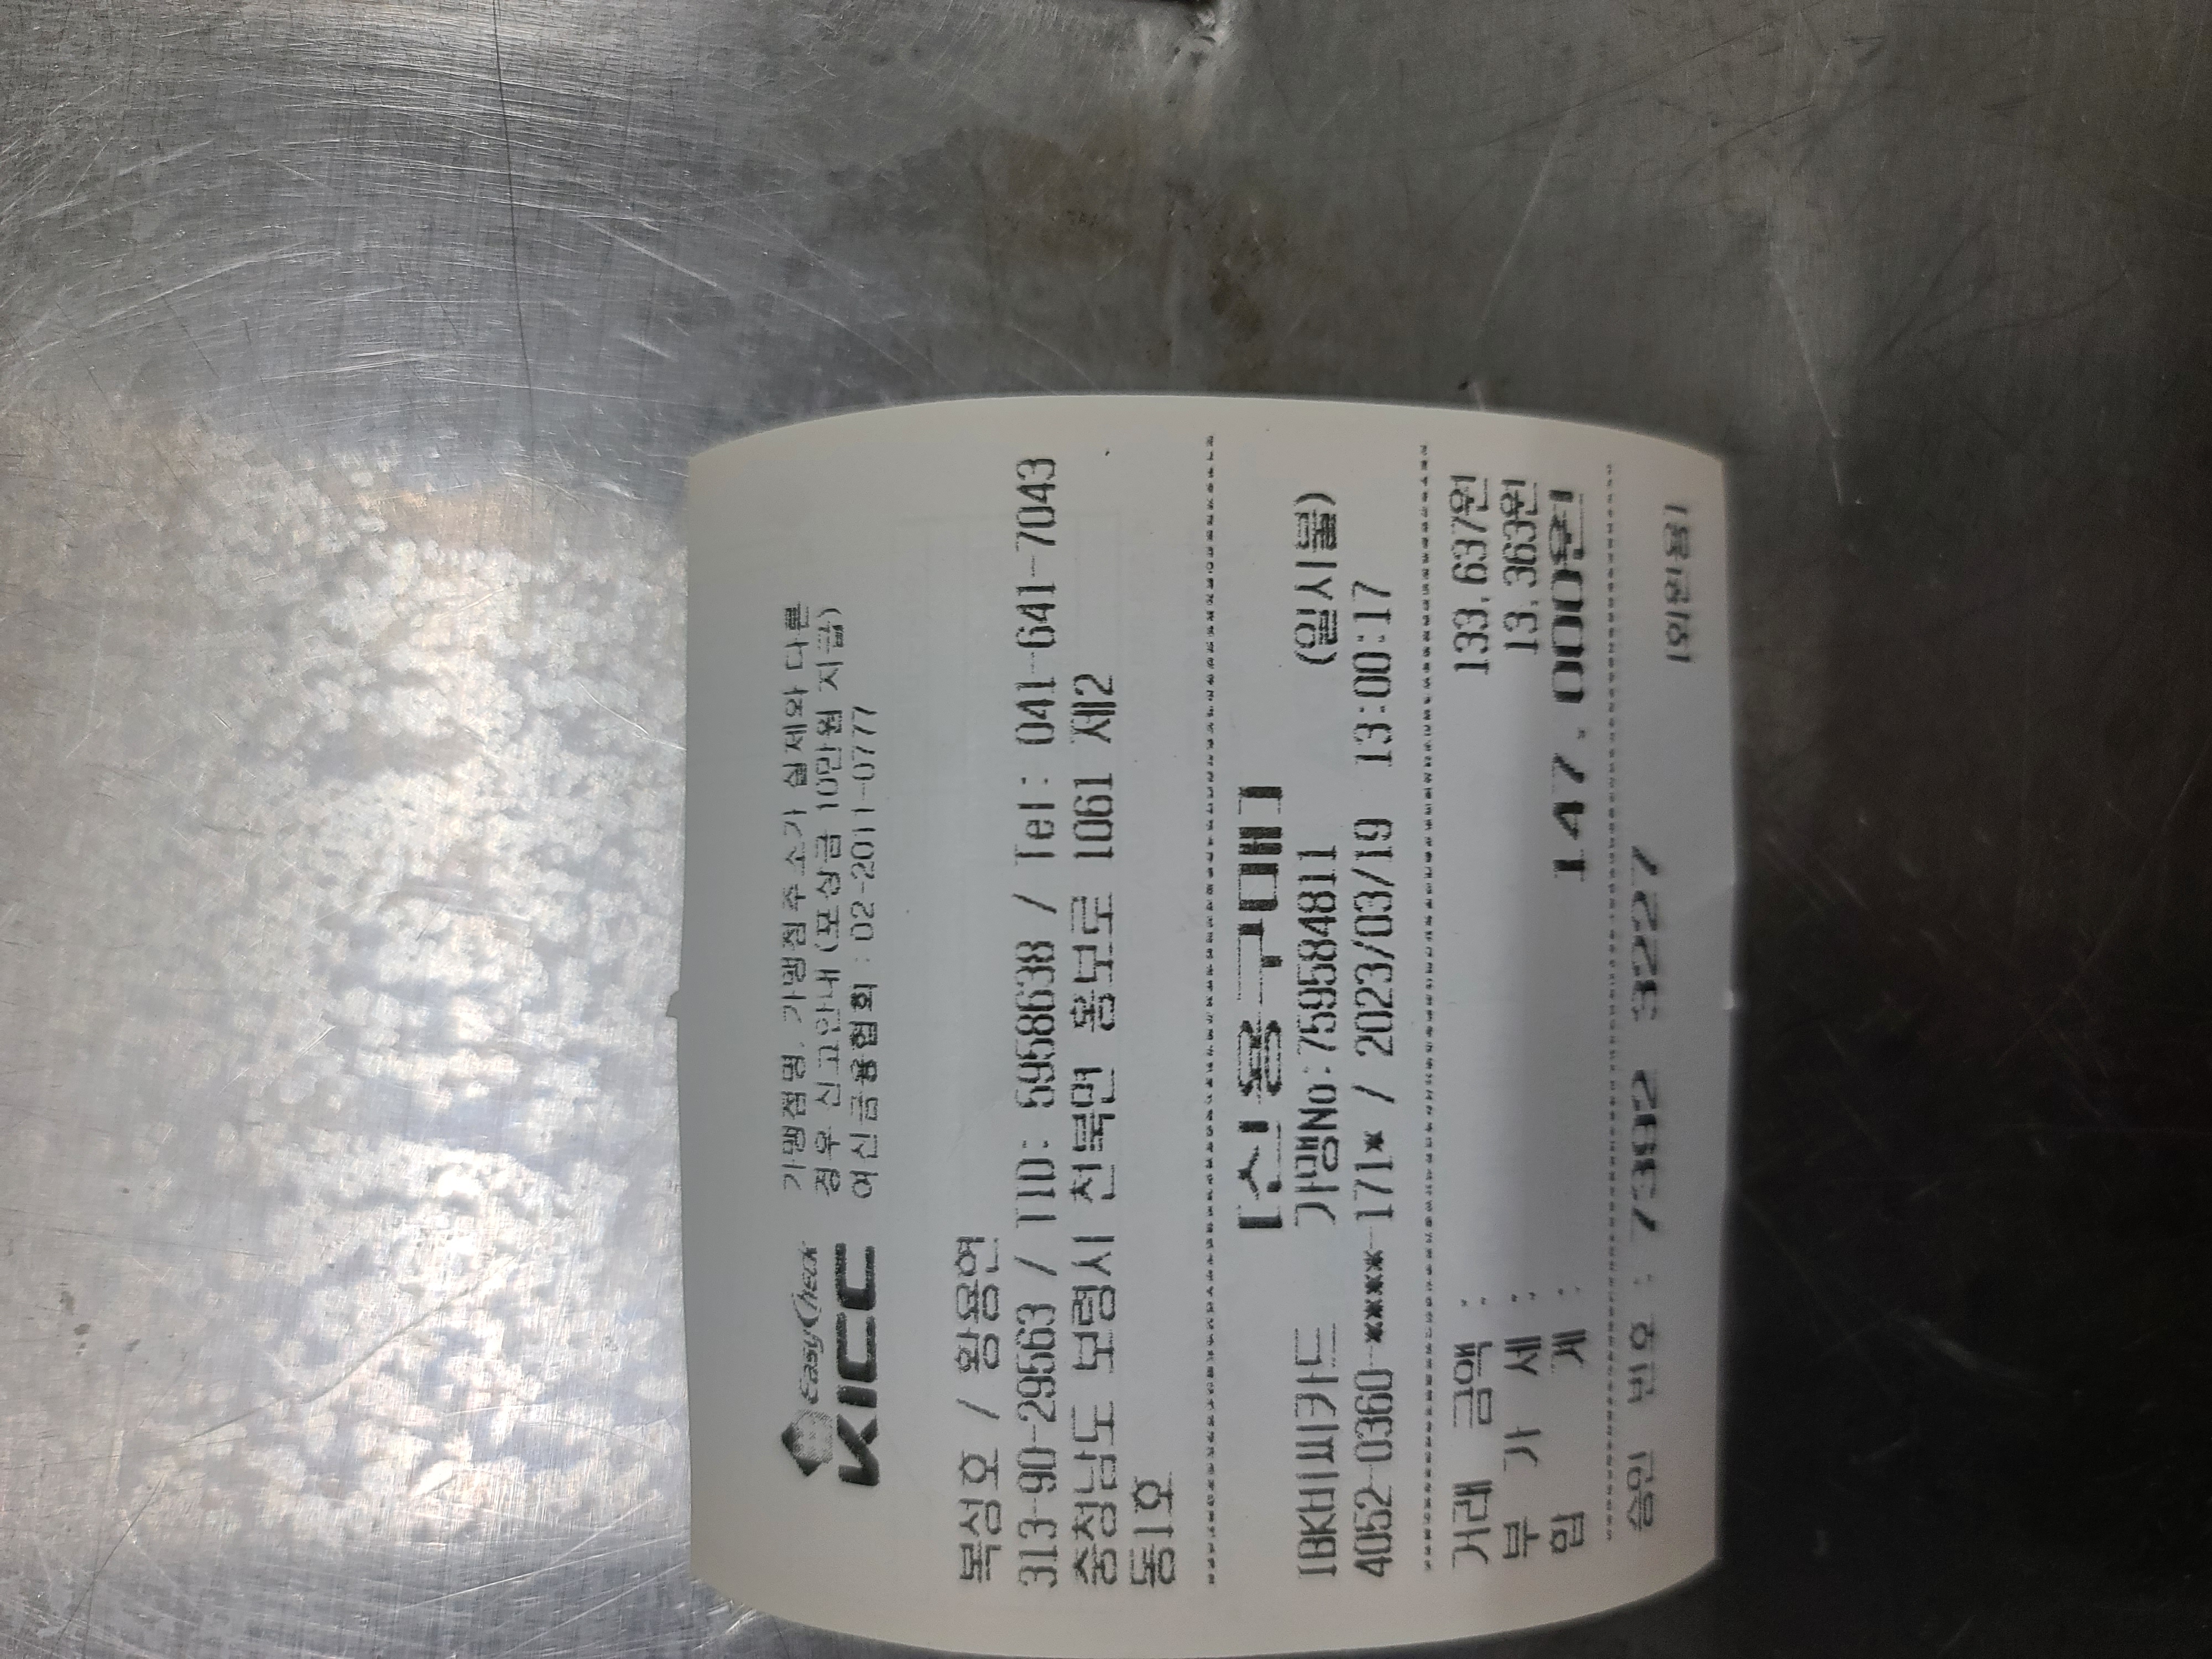 EasyCheck
KICC
가맹점명, 가맹점주소가 실제와 다른
경우 신고안내 (포상금 10만원 지급)
여신금융협회 : 02-2011-0777
복성호 / 황용연
313-90-29563 / TID: 5958638 / Tel: 041-641-7043
충청남도 보령시 천북면 홍보로 1061 제2
동1호
[신용구매]
IBK비씨카드 가맹No:759584811 (일시불)
4052-0360-****-171* / 2023/03/19 13:00:17
거래 금액 : 133,637원
부 가 세 : 13,363원
합 계 : 147,000원
승인 번호 :